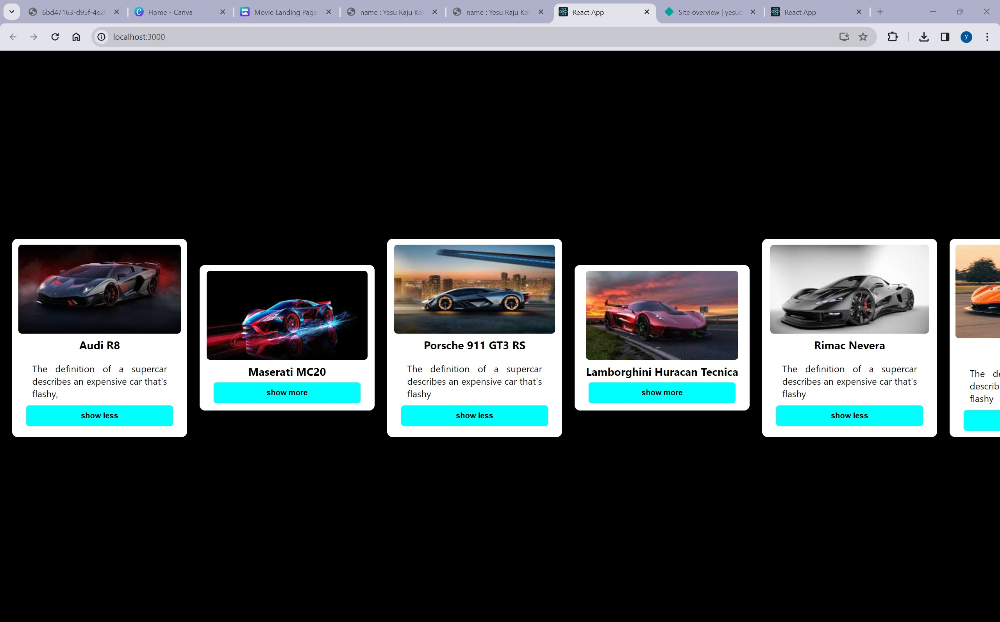 6bd47163-d95f-4e20
Home - Canva
Movie Landing Page
name : Yesu Raju Kor
name : Yesu Raju Kor
React App
Site overview | yesuc
React App
localhost:3000
y
Audi R8
The definition of a supercar
describes an expensive car that's
flashy,
show less
Maserati MC20
show more
Porsche 911 GT3 RS
The definition of a supercar
describes an expensive car that's
flashy
show less
Lamborghini Huracan Tecnica
show more
Rimac Nevera
The definition of a supercar
describes an expensive car that's
flashy
show less
The de
describ
flashy